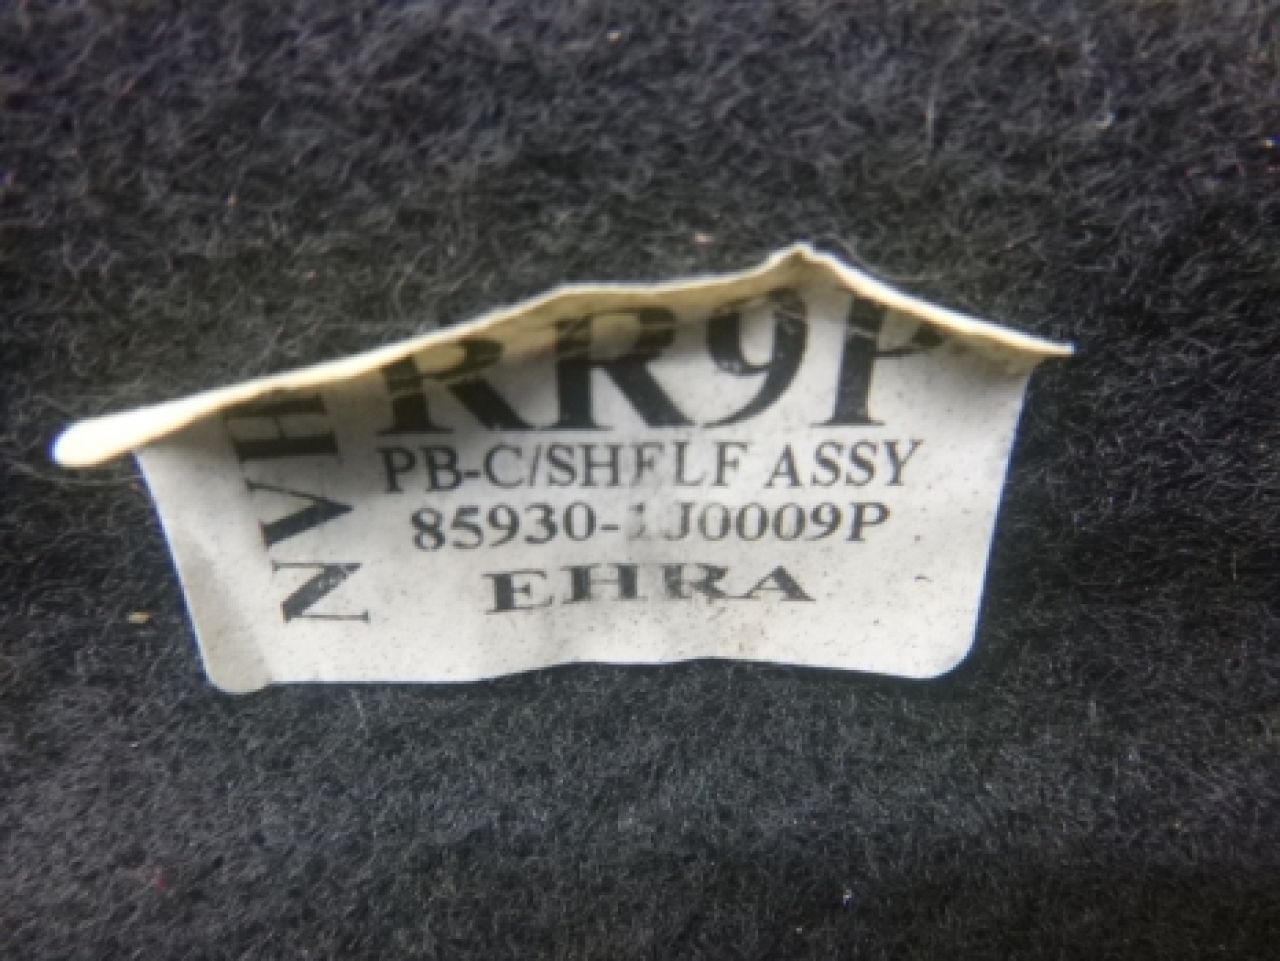 RR9P
PB-C/SHELF ASSY
85930-1J0009P
EHRA
NVH